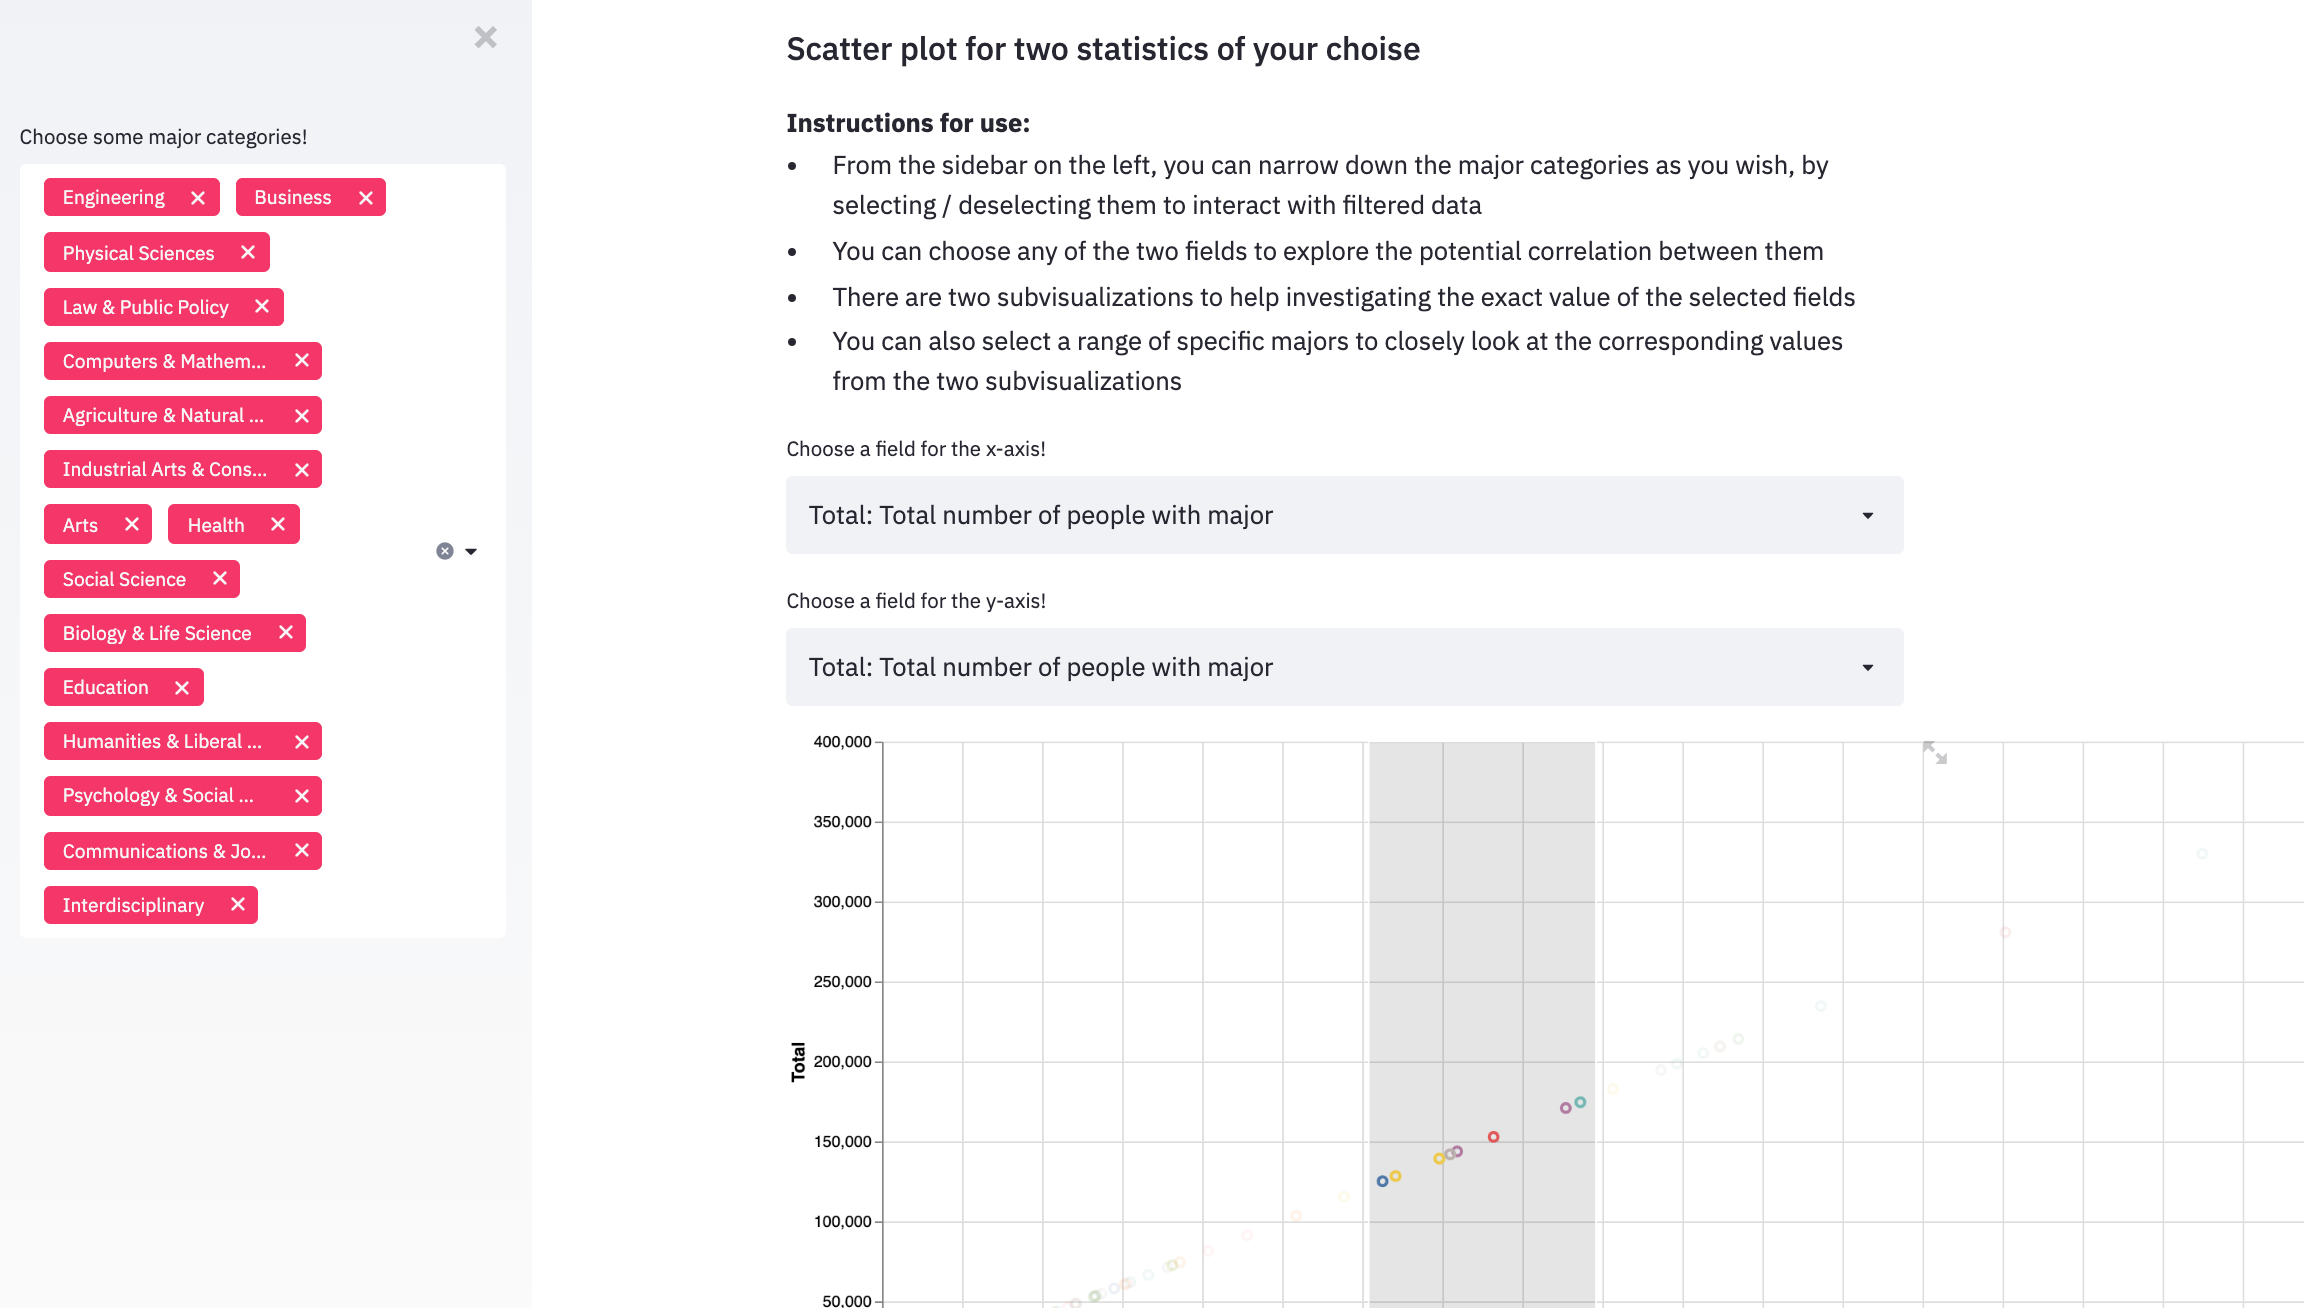 Choose some major categories!
Engineering
Business
Physical Sciences
Law & Public Policy
Computers & Mathem...
Agriculture & Natural ...
Industrial Arts & Cons...
Arts
Health
Social Science
Biology & Life Science
Education
Humanities & Liberal ...
Psychology & Social ...
Communications & Jo...
Interdisciplinary
Scatter plot for two statistics of your choise
Instructions for use:
From the sidebar on the left, you can narrow down the major categories as you wish, by
selecting / deselecting them to interact with filtered data
You can choose any of the two fields to explore the potential correlation between them
There are two subvisualizations to help investigating the exact value of the selected fields
You can also select a range of specific majors to closely look at the corresponding values
from the two subvisualizations
Choose a field for the x-axis!
Total: Total number of people with major
Choose a field for the y-axis!
Total: Total number of people with major
400,000
350,000
300,000
250,000
200,000
150,000
100,000
50,000
Total